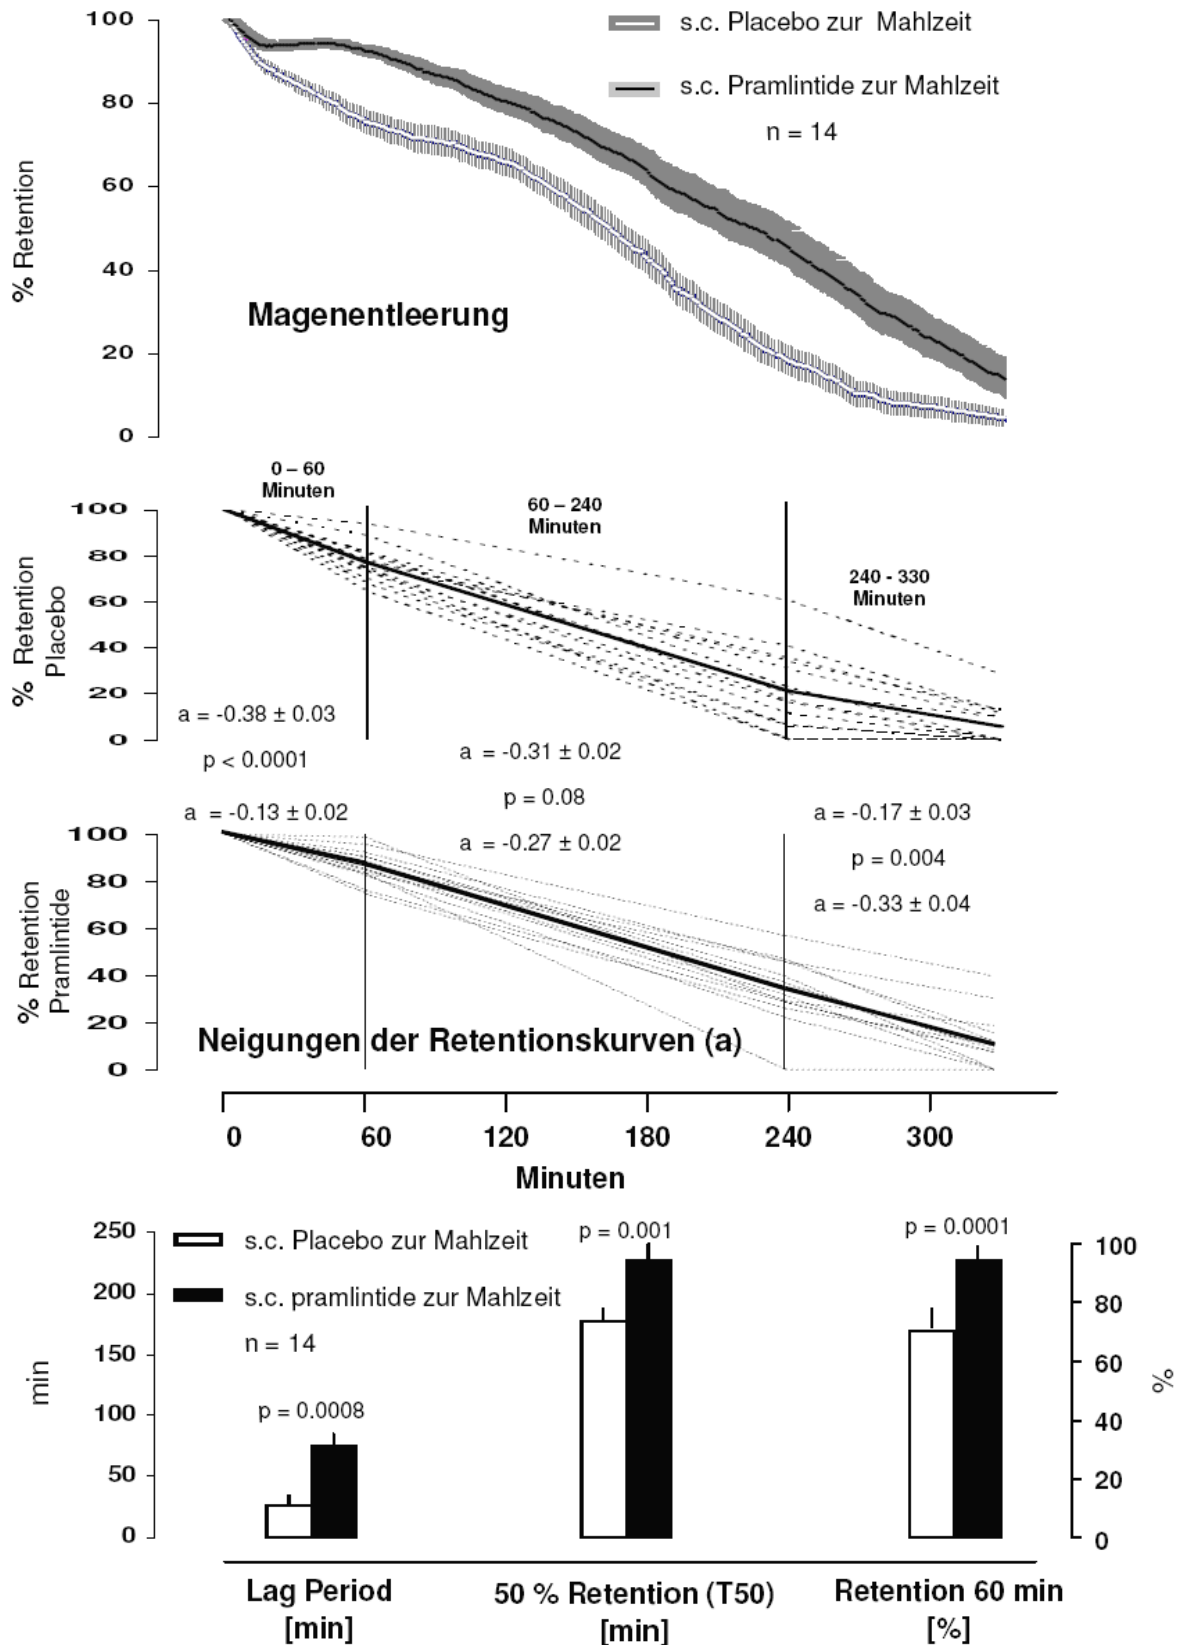 100
80
60
40
20
0
% Retention
s.c. Placebo zur Mahlzeit
s.c. Pramlintide zur Mahlzeit
n = 14
Magenentleerung
0 – 60
Minuten
60 – 240
Minuten
240 - 330
Minuten
100
80
60
40
20
0
% Retention
Placebo
a = -0.38 ± 0.03
p < 0.0001
a = -0.13 ± 0.02
a = -0.31 ± 0.02
p = 0.08
a = -0.27 ± 0.02
a = -0.17 ± 0.03
p = 0.004
a = -0.33 ± 0.04
100
80
60
40
20
0
% Retention
Pramlintide
Neigungen der Retentionskurven (a)
0 60 120 180 240 300
Minuten
250
200
150
100
50
0
min
s.c. Placebo zur Mahlzeit
s.c. pramlintide zur Mahlzeit
n = 14
p = 0.0008
p = 0.001
p = 0.0001
100
80
60
40
20
0
%
Lag Period
[min]
50 % Retention (T50)
[min]
Retention 60 min
[%]